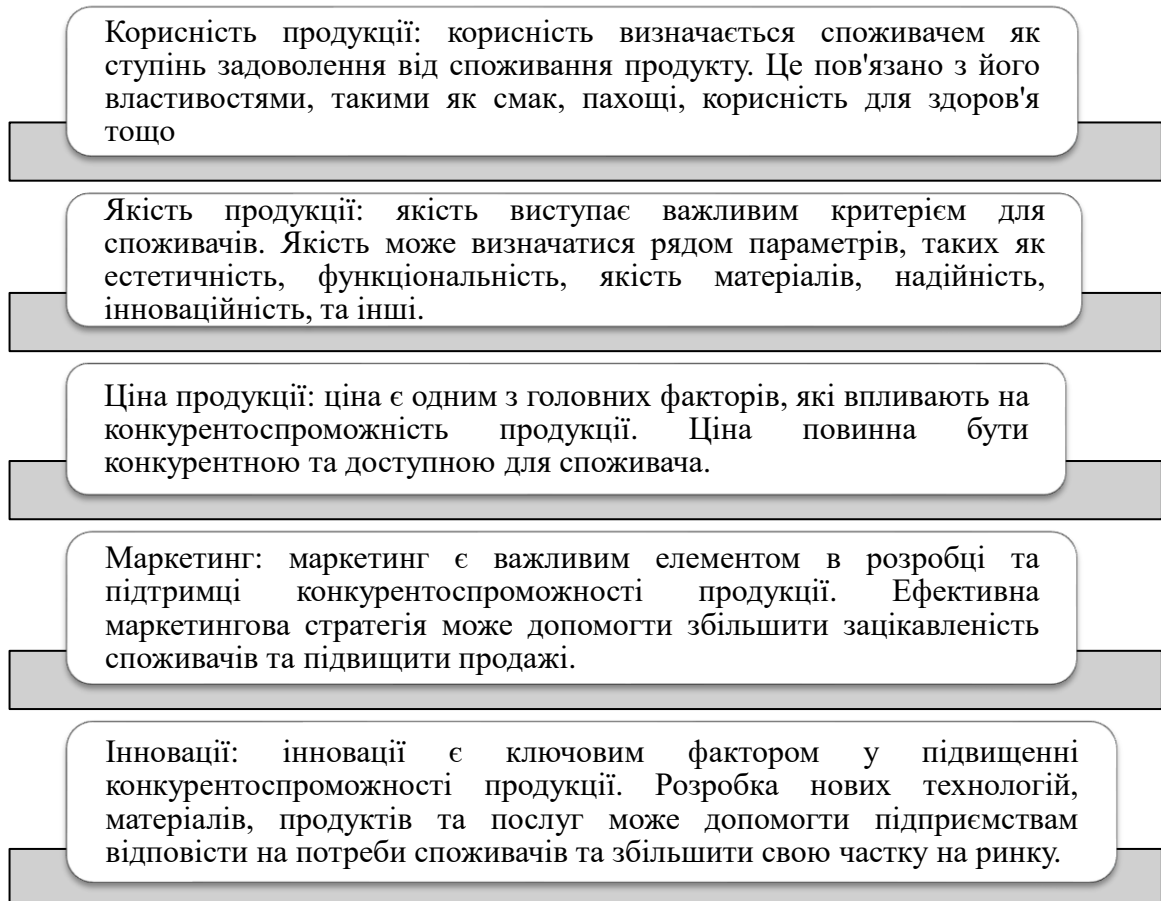 Корисність продукції: корисність визначається споживачем як
ступінь задоволення від споживання продукту. Це пов'язано з його
властивостями, такими як смак, пахощі, корисність для здоров'я
тощо
Якість продукції: якість виступає важливим критерієм для
споживачів. Якість може визначатися рядом параметрів, таких як
естетичність, функціональність, якість матеріалів, надійність,
інноваційність, та інші.
Ціна продукції: ціна є одним з головних факторів, які впливають на
конкурентоспроможність продукції. Ціна повинна бути
конкурентною та доступною для споживача.
Маркетинг: маркетинг є важливим елементом в розробці та
підтримці конкурентоспроможності продукції. Ефективна
маркетингова стратегія може допомогти збільшити зацікавленість
споживачів та підвищити продажі.
Інновації: інновації є ключовим фактором у підвищенні
конкурентоспроможності продукції. Розробка нових технологій,
матеріалів, продуктів та послуг може допомогти підприємствам
відповісти на потреби споживачів та збільшити свою частку на ринку.